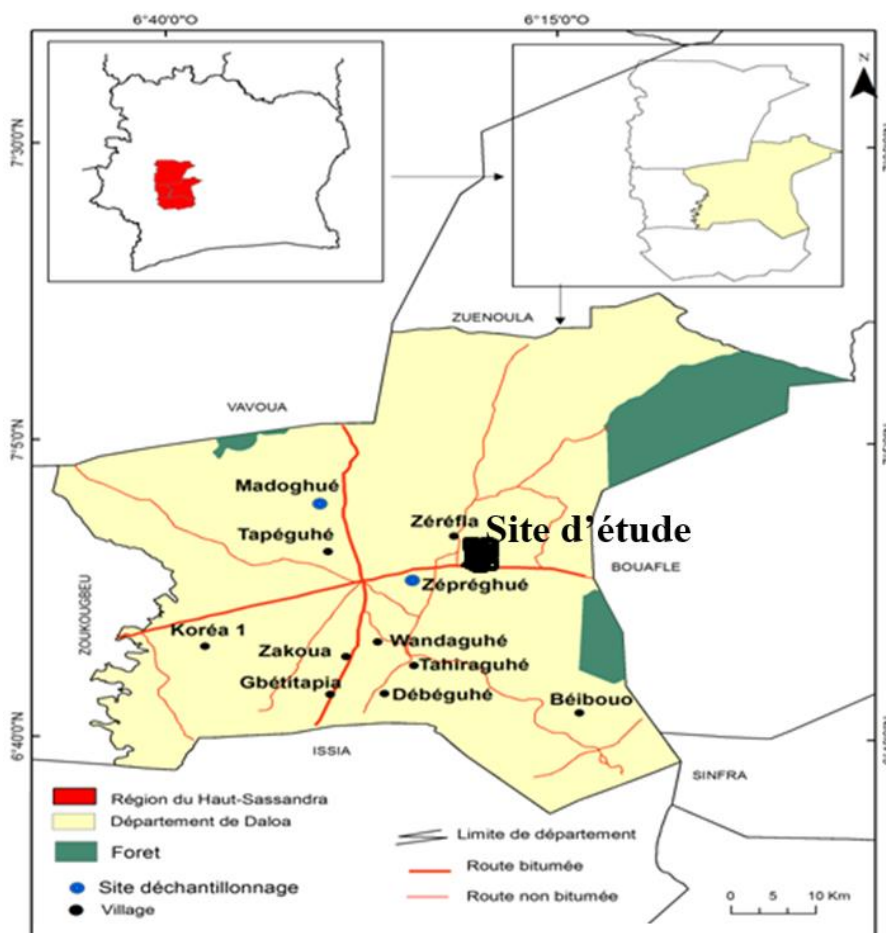 6°40'0"O
6°15'0"O
N
7°30'0"N
ZUENOULA
VAVOUA
7°5'0"N
Madoghué
Zéréfla
Site d'étude
Tapéguhé
BOUAFLE
Zépréghué
ZOUKOUGBEU
Koréa 1
Wandaguhé
Zakoua
Tahiraguhé
Gbétitapia
Débéguhé
Béibouo
6°40'0"N
ISSIA
SINFRA
Région du Haut-Sassandra
Limite de département
Département de Daloa
Foret
Route bitumée
Site déchantillonnage
Route non bitumée
0 5 10 Km
Village